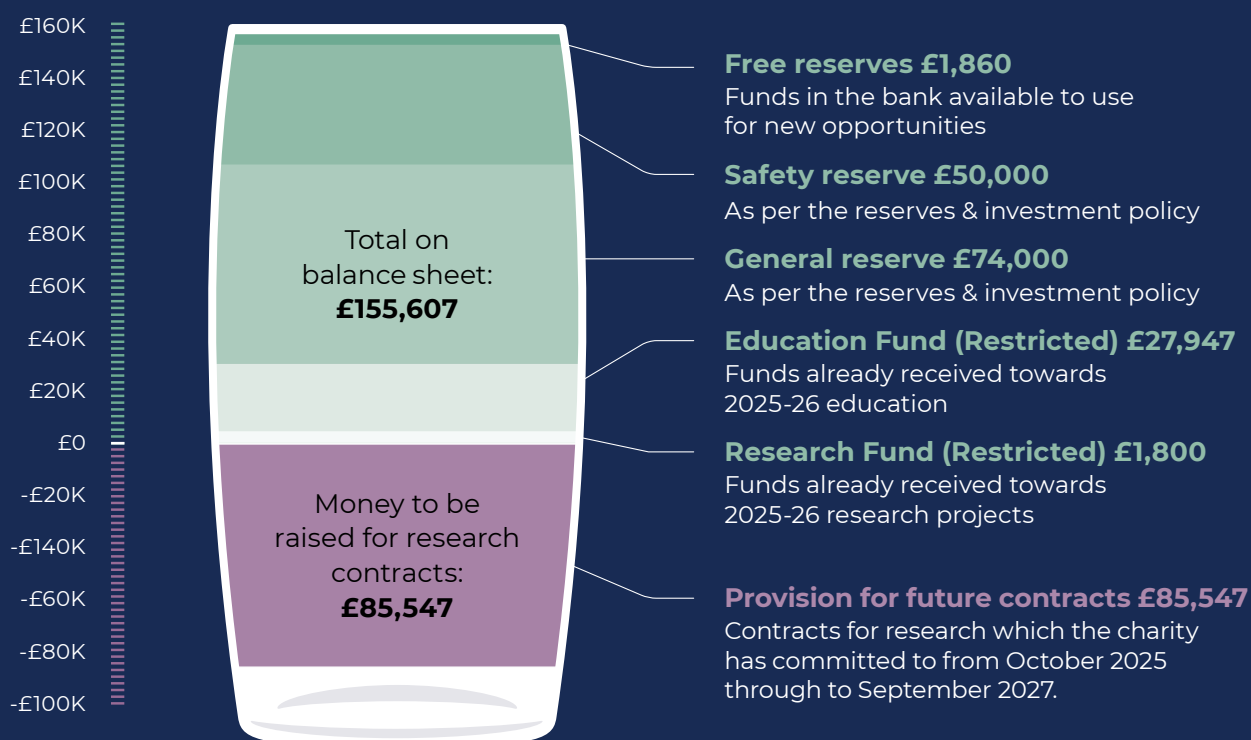 £160K
£140K
£120K
£100K
£80K
£60K
£40K
£20K
£0
-£20K
-£140K
-£60K
-£80K
-£100K
Total on
balance sheet:
£155,607
Money to be
raised for research
contracts:
£85,547
Free reserves £1,860
Funds in the bank available to use
for new opportunities
Safety reserve £50,000
As per the reserves & investment policy
General reserve £74,000
As per the reserves & investment policy
Education Fund (Restricted) £27,947
Funds already received towards
2025-26 education
Research Fund (Restricted) £1,800
Funds already received towards
2025-26 research projects
Provision for future contracts £85,547
Contracts for research which the charity
has committed to from October 2025
through to September 2027.